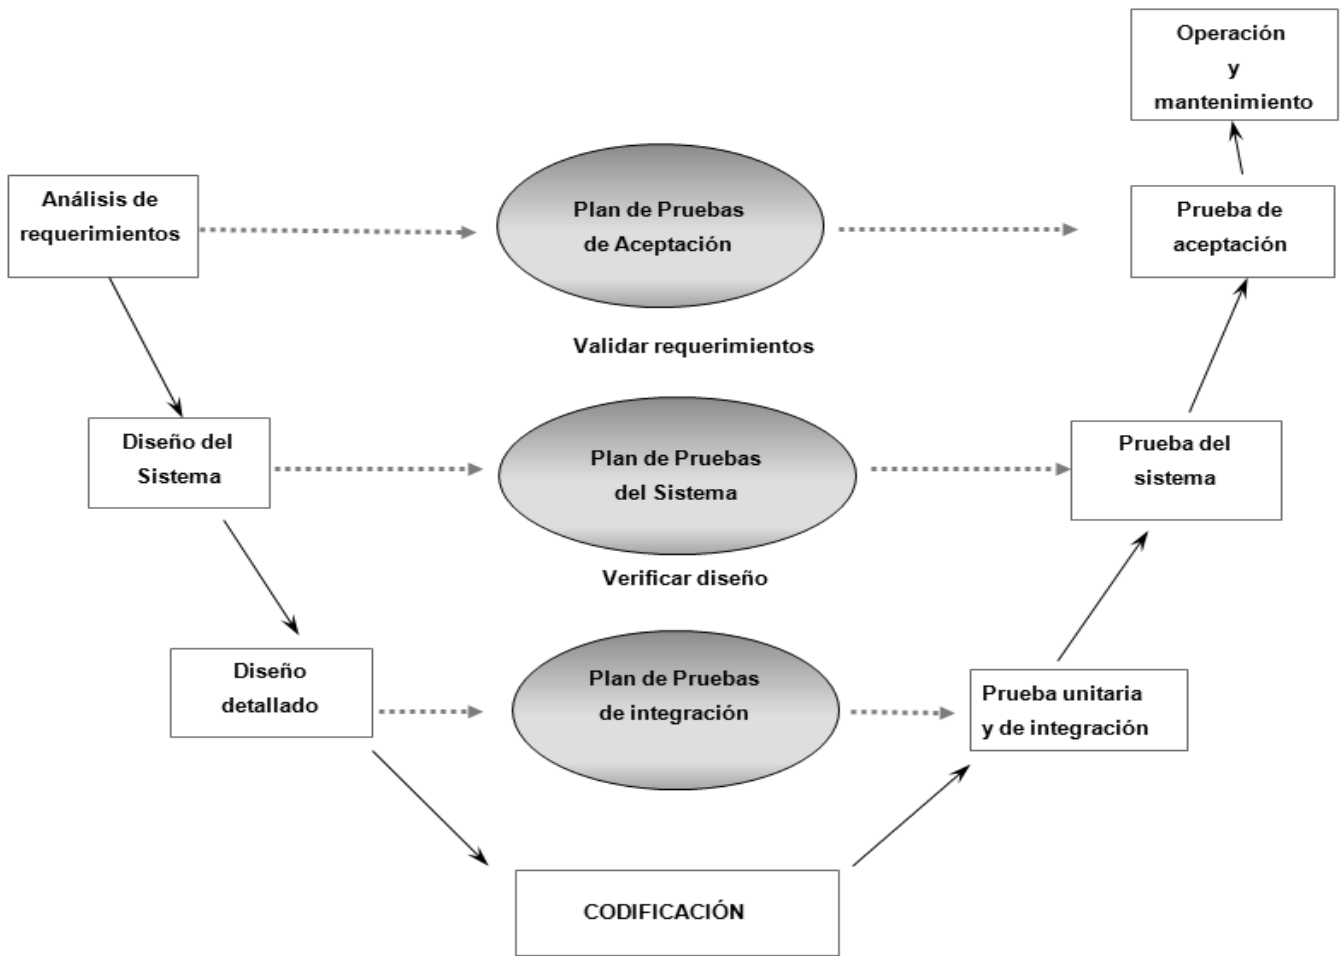 Operación
y
mantenimiento
Análisis de
requerimientos
Plan de Pruebas
de Aceptación
Prueba de
aceptación
Validar requerimientos
Diseño del
Sistema
Plan de Pruebas
del Sistema
Prueba del
sistema
Verificar diseño
Diseño
detallado
Plan de Pruebas
de integración
Prueba unitaria
y de integración
CODIFICACIÓN